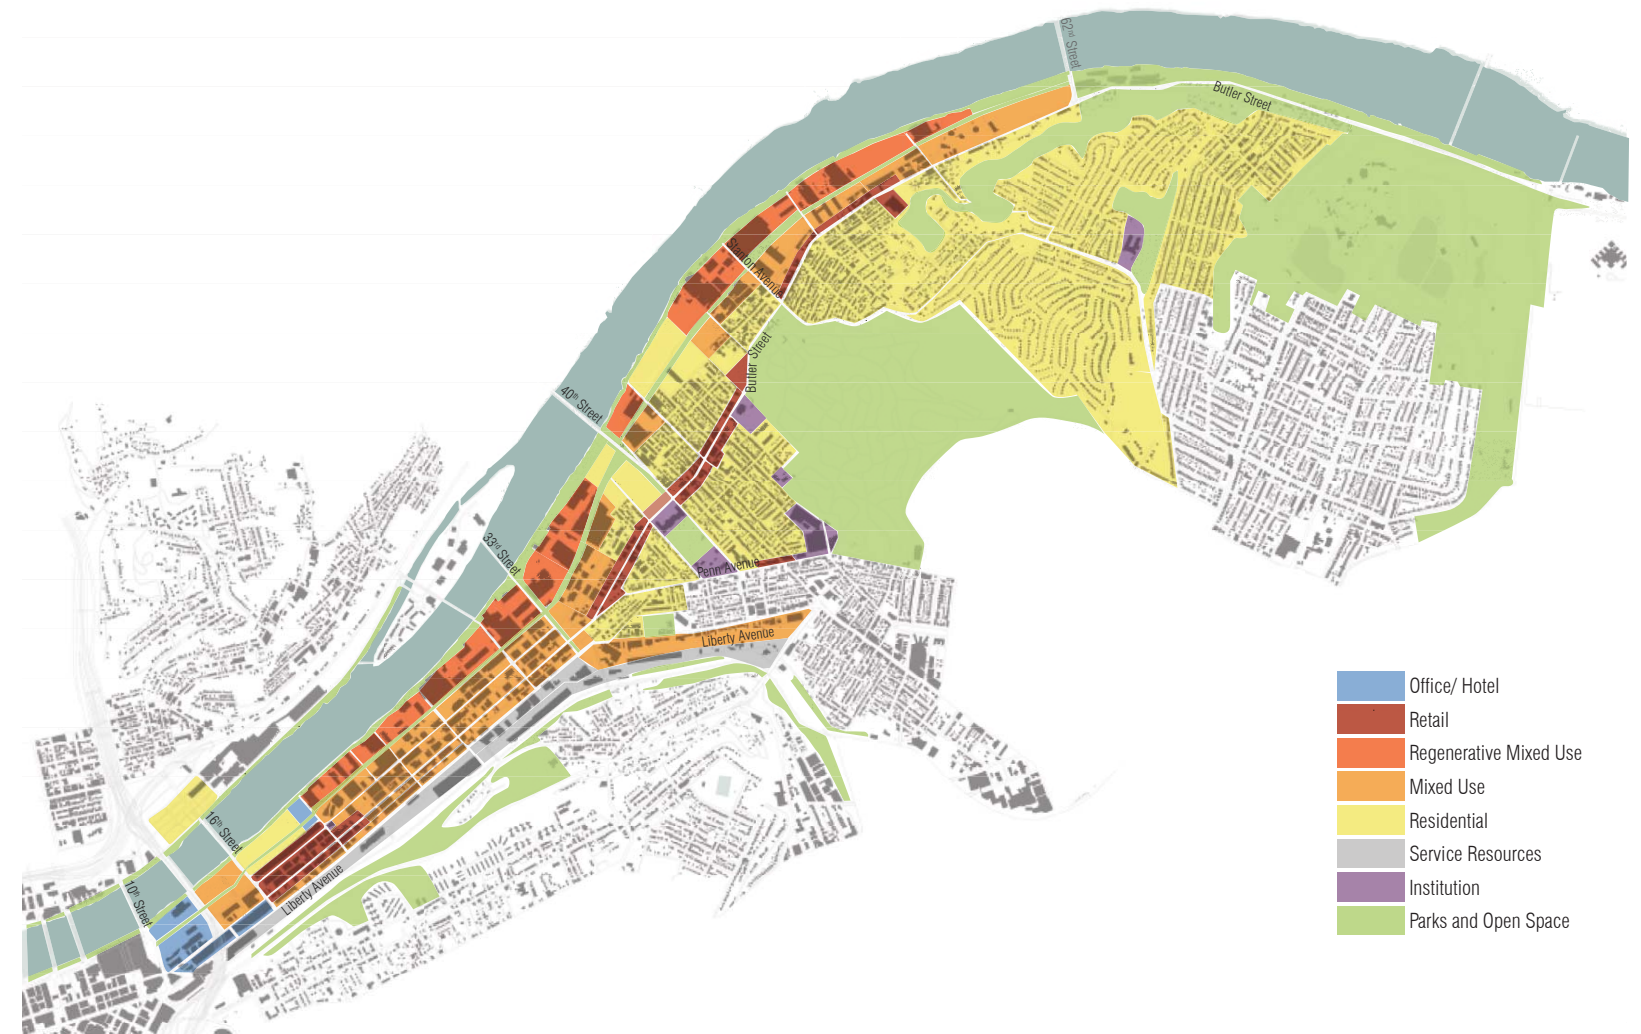 62nd Street
Butler Street
Stanton Avenue
Butler Street
40th Street
33rd Street
Penn Avenue
Liberty Avenue
16th Street
Liberty Avenue
10th Street
Office/ Hotel
Retail
Regenerative Mixed Use
Mixed Use
Residential
Service Resources
Institution
Parks and Open Space